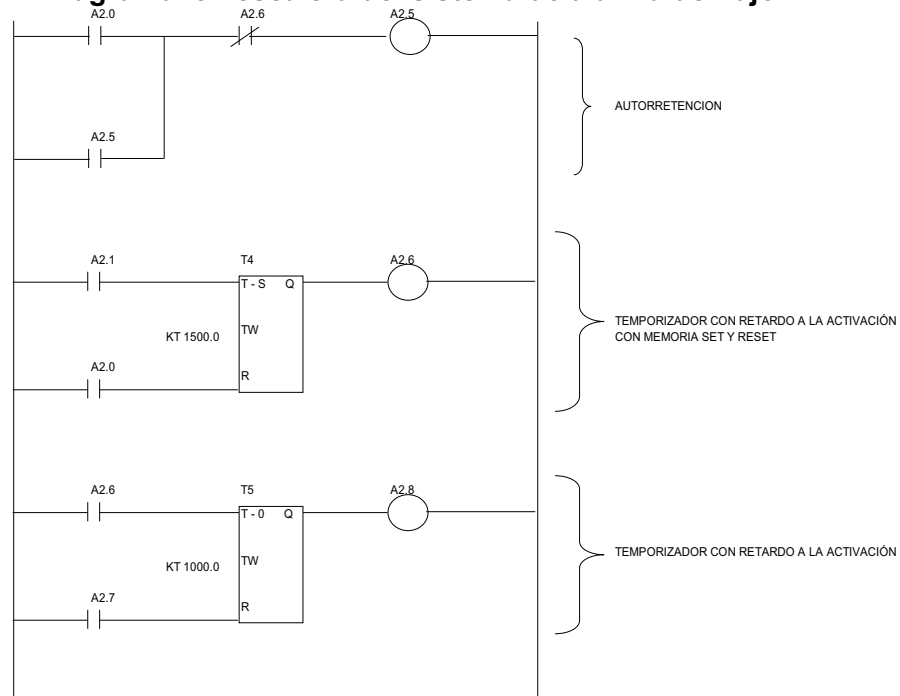 A2.0 A2.6 A2.5
AUTORRETENCION
A2.5
A2.1 T4 A2.6
T - S Q
KT 1500.0 TW
TEMPORIZADOR CON RETARDO A LA ACTIVACIÓN
CON MEMORIA SET Y RESET
A2.0
R
A2.6 T5 A2.8
T - 0 Q
KT 1000.0 TW
TEMPORIZADOR CON RETARDO A LA ACTIVACIÓN
A2.7
R